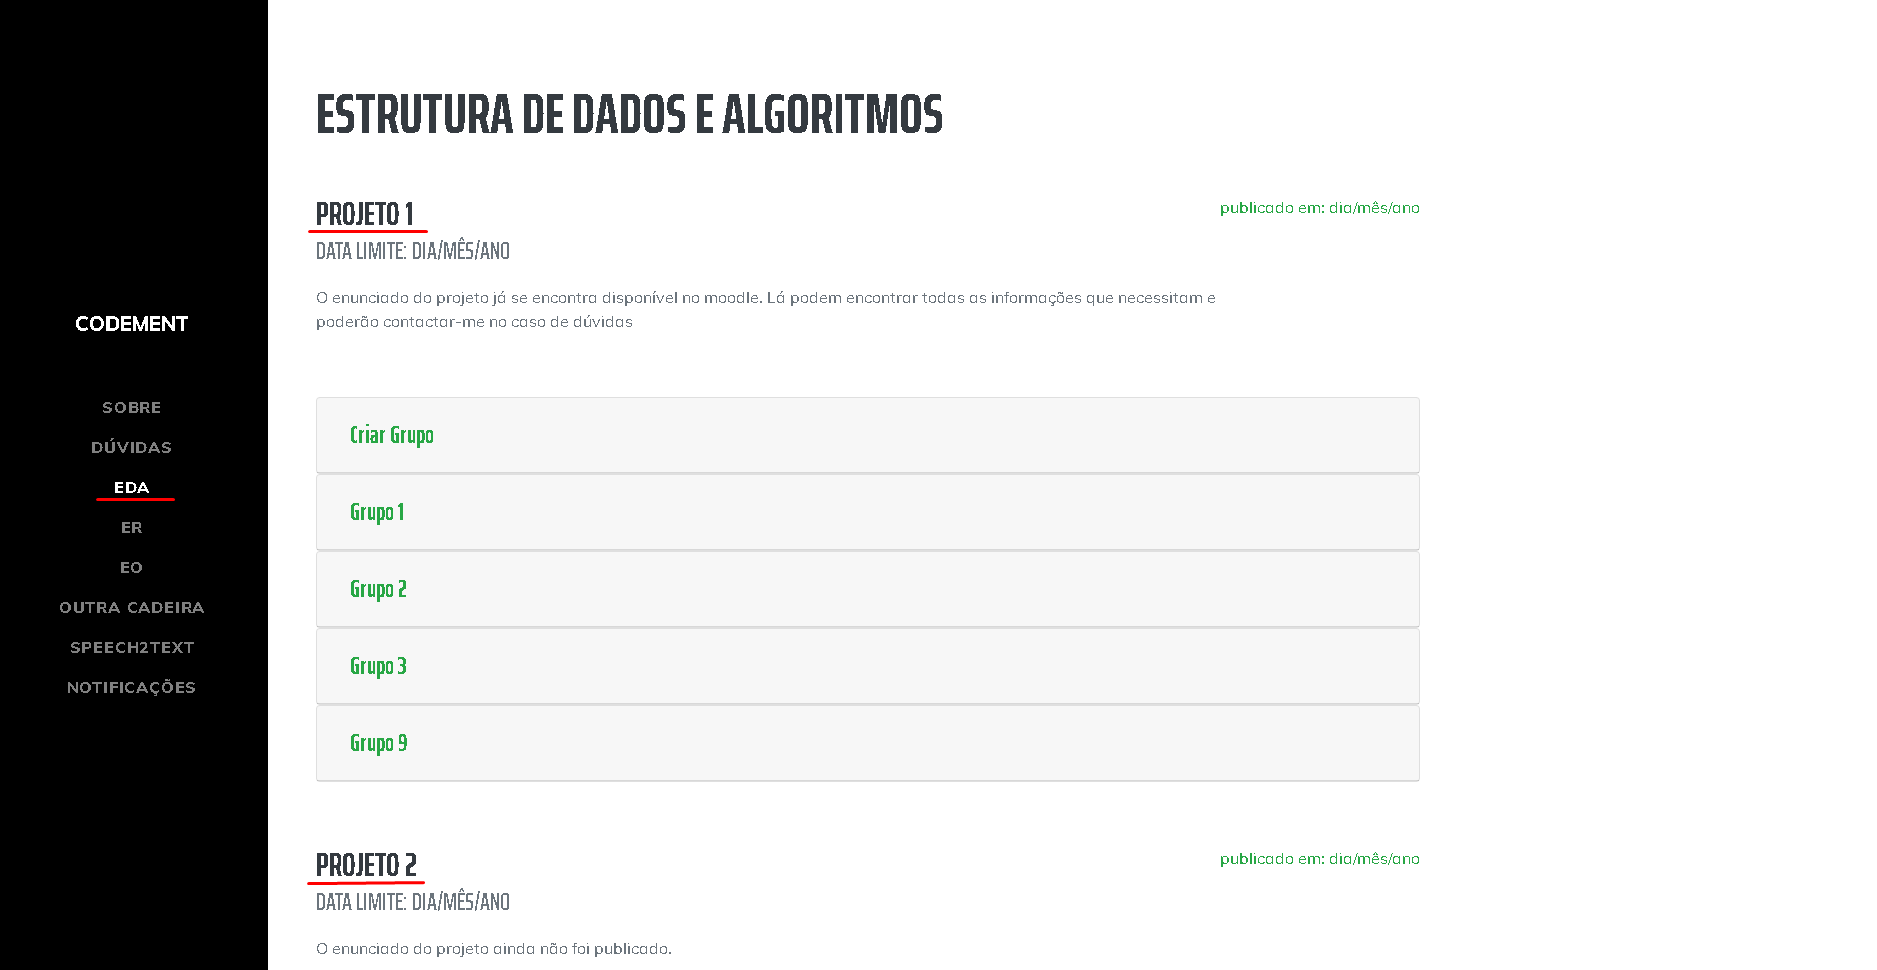 CODEMENT
SOBRE
DÚVIDAS
EDA
ER
EO
OUTRA CADEIRA
SPEECH2TEXT
NOTIFICAÇÕES
ESTRUTURA DE DADOS E ALGORITMOS
PROJETO 1
publicado em: dia/mês/ano
DATA LIMITE: DIA/MÊS/ANO
O enunciado do projeto já se encontra disponível no moodle. Lá podem encontrar todas as informações que necessitam e
poderão contactar-me no caso de dúvidas
Criar Grupo
Grupo 1
Grupo 2
Grupo 3
Grupo 9
PROJETO 2
publicado em: dia/mês/ano
DATA LIMITE: DIA/MÊS/ANO
O enunciado do projeto ainda não foi publicado.